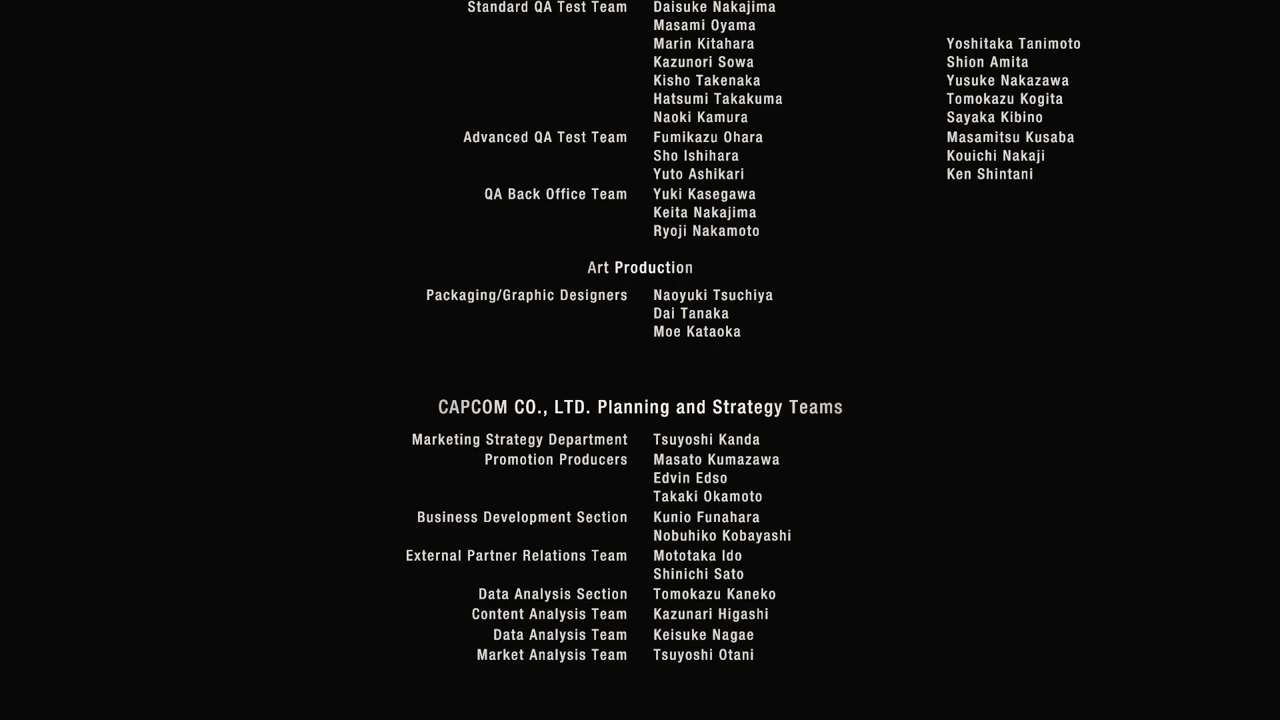 Standard QA Test Team Daisuke Nakajima
Masami Oyama
Marin Kitahara Yoshitaka Tanimoto
Kazunori Sowa Shion Amita
Kisho Takenaka Yusuke Nakazawa
Hatsumi Takakuma Tomokazu Kogita
Naoki Kamura Sayaka Kibino
Advanced QA Test Team Fumikazu Ohara Masamitsu Kusaba
Sho Ishihara Kouichi Nakaji
Yuto Ashikari Ken Shintani
QA Back Office Team Yuki Kasegawa
Keita Nakajima
Ryoji Nakamoto
Art Production
Packaging/Graphic Designers Naoyuki Tsuchiya
Dai Tanaka
Moe Kataoka
CAPCOM CO., LTD. Planning and Strategy Teams
Marketing Strategy Department Tsuyoshi Kanda
Promotion Producers Masato Kumazawa
Edvin Edso
Takaki Okamoto
Business Development Section Kunio Funahara
Nobuhiko Kobayashi
External Partner Relations Team Mototaka Ido
Shinichi Sato
Data Analysis Section Tomokazu Kaneko
Content Analysis Team Kazunari Higashi
Data Analysis Team Keisuke Nagae
Market Analysis Team Tsuyoshi Otani